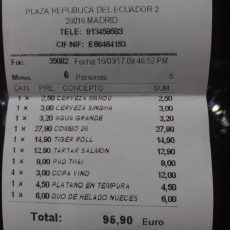 PLAZA REPUBLICA DEL ECUADOR 2
28016 MADRID
TELE: 913459583
CIF/NIF: E86464153
Fac. 35082 Fecha: 16/03/17 09:46:52 PM
Mesa 6 Personas 5
CANT. PRE. CONCEPTO SUM.
1 x 2,50 CERVEZA MAHOU 2,50
1 x 3,00 CERVEZA SINGHA 3,00
1 x 3,20 AGUA GRANDE 3,20
1 x 27,90 COMBO 26 27,90
1 x 14,90 TIGER ROLL 14,90
1 x 12,90 TARTAR SALMON 12,90
1 x 9,00 PAD THAI 9,00
4 x 3,00 COPA VINO 12,00
1 x 4,50 PLATANO EN TEMPURA 4,50
1 x 6,00 DUO DE HELADO NUECES 6,00
Total: 95,90 Euro